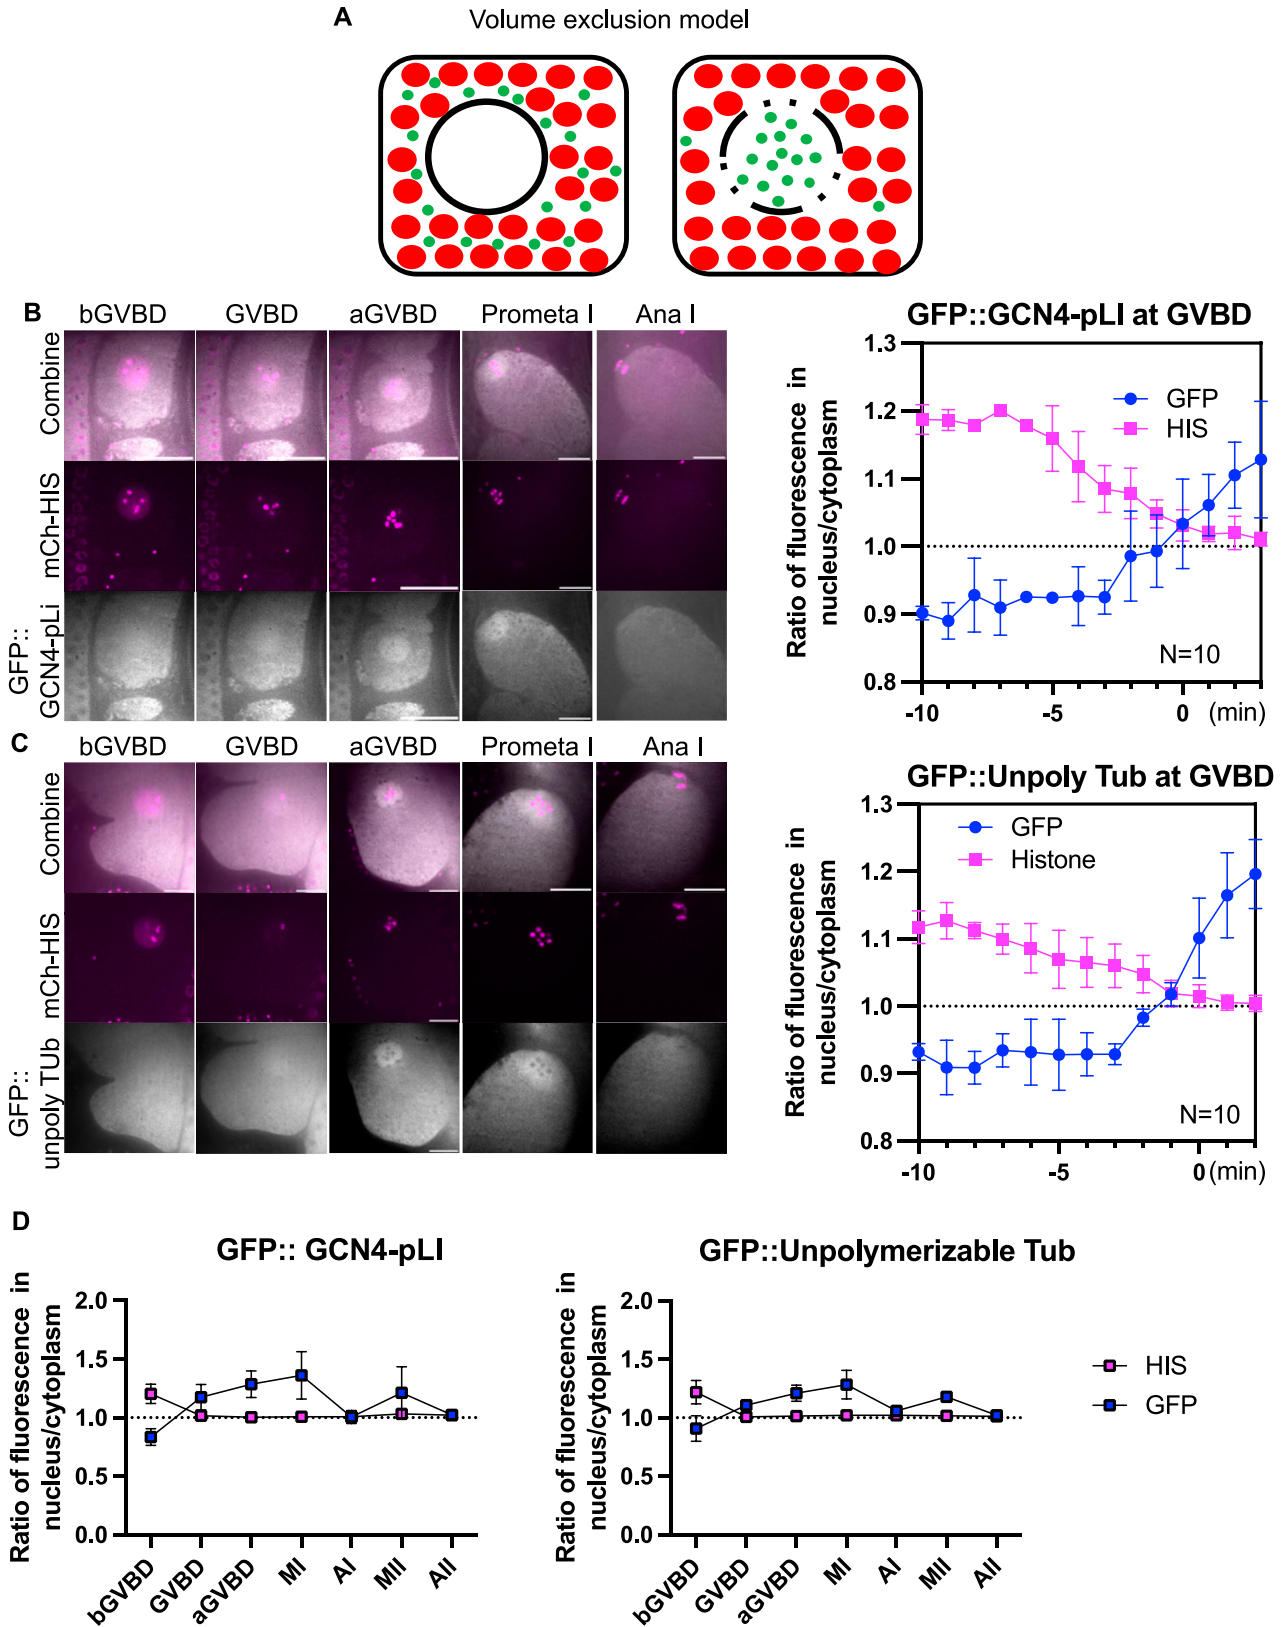 A
Volume exclusion model
B
bGVBD GVBD aGVBD Prometa I Ana I
Combine
mCh-HIS
GFP::
GCN4-pLi
GFP::GCN4-pLI at GVBD
Ratio of fluorescence in
nucleus/cytoplasm
1.3
1.2
1.1
1.0
0.9
0.8
GFP
HIS
N=10
-10 -5 0 (min)
C
bGVBD GVBD aGVBD Prometa I Ana I
Combine
mCh-HIS
GFP::
unpoly TUb
GFP::Unpoly Tub at GVBD
Ratio of fluorescence in
nucleus/cytoplasm
1.3
1.2
1.1
1.0
0.9
0.8
GFP
Histone
N=10
-10 -5 0 (min)
D
GFP:: GCN4-pLI
Ratio of fluorescence in
nucleus/cytoplasm
2.0
1.5
1.0
0.5
0.0
bGVBD GVBD aGVBD MI AI MII AII
GFP::Unpolymerizable Tub
Ratio of fluorescence in
nucleus/cytoplasm
2.0
1.5
1.0
0.5
0.0
bGVBD GVBD aGVBD MI AI MII AII
HIS
GFP